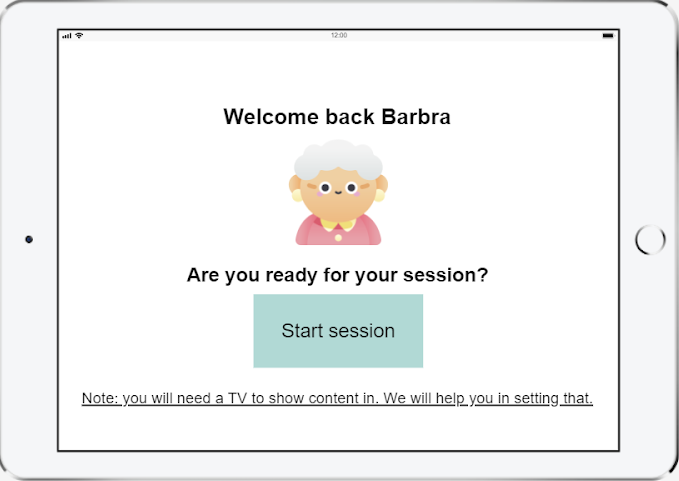 12:00
Welcome back Barbra
Are you ready for your session?
Start session
Note: you will need a TV to show content in. We will help you in setting that.